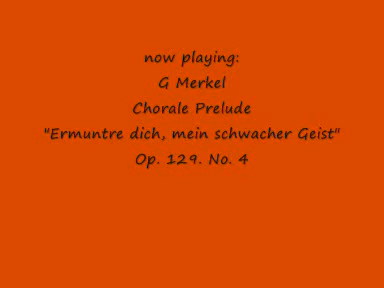 now playing:
G Merkel
Chorale Prelude
"Ermuntre dich, mein schwacher Geist"
Op. 129. No. 4